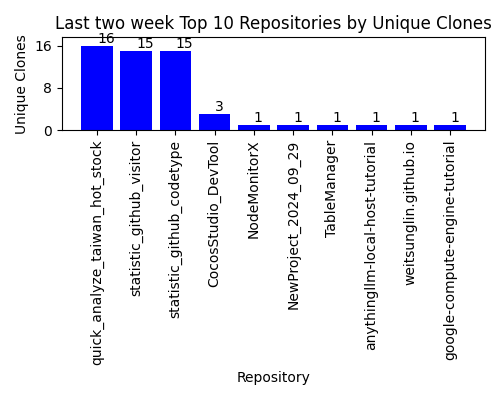 Last two week Top 10 Repositories by Unique Clones
Unique Clones
16
8
0
16
15
15
3
1
1
1
1
1
1
quick_analyze_taiwan_hot_stock
statistic_github_visitor
statistic_github_codetype
CocosStudio_DevTool
NodeMonitorX
NewProject_2024_09_29
TableManager
anythingllm-local-host-tutorial
weitsunglin.github.io
google-compute-engine-tutorial
Repository